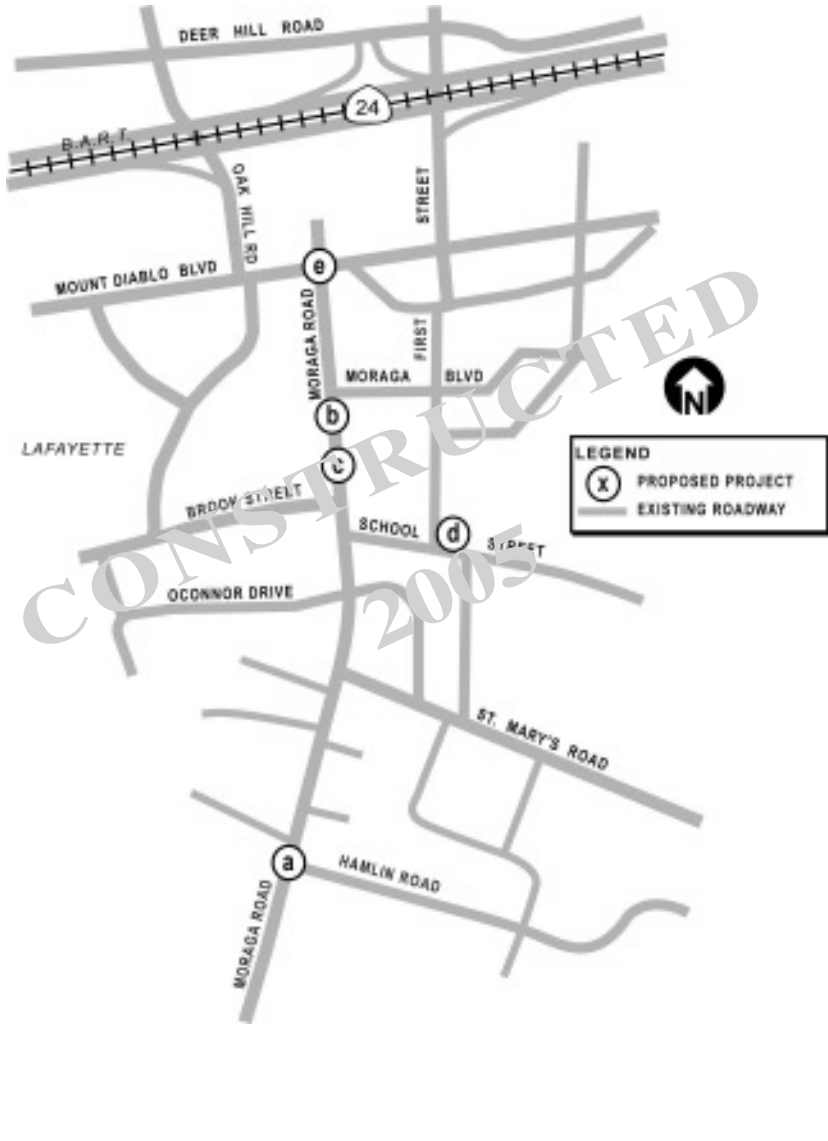 DEER HILL ROAD
24
B.A.R.T.
OAK HILL RD
STREET
MOUNT DIABLO BLVD
e
MORAGA ROAD
FIRST
MORAGA BLVD
b
LAFAYETTE
c
BROOK STREET
SCHOOL STREET
d
OCONNOR DRIVE
ST. MARY'S ROAD
a
HAMLIN ROAD
MORAGA ROAD
N
LEGEND
x PROPOSED PROJECT
EXISTING ROADWAY
CONSTRUCTED
2005